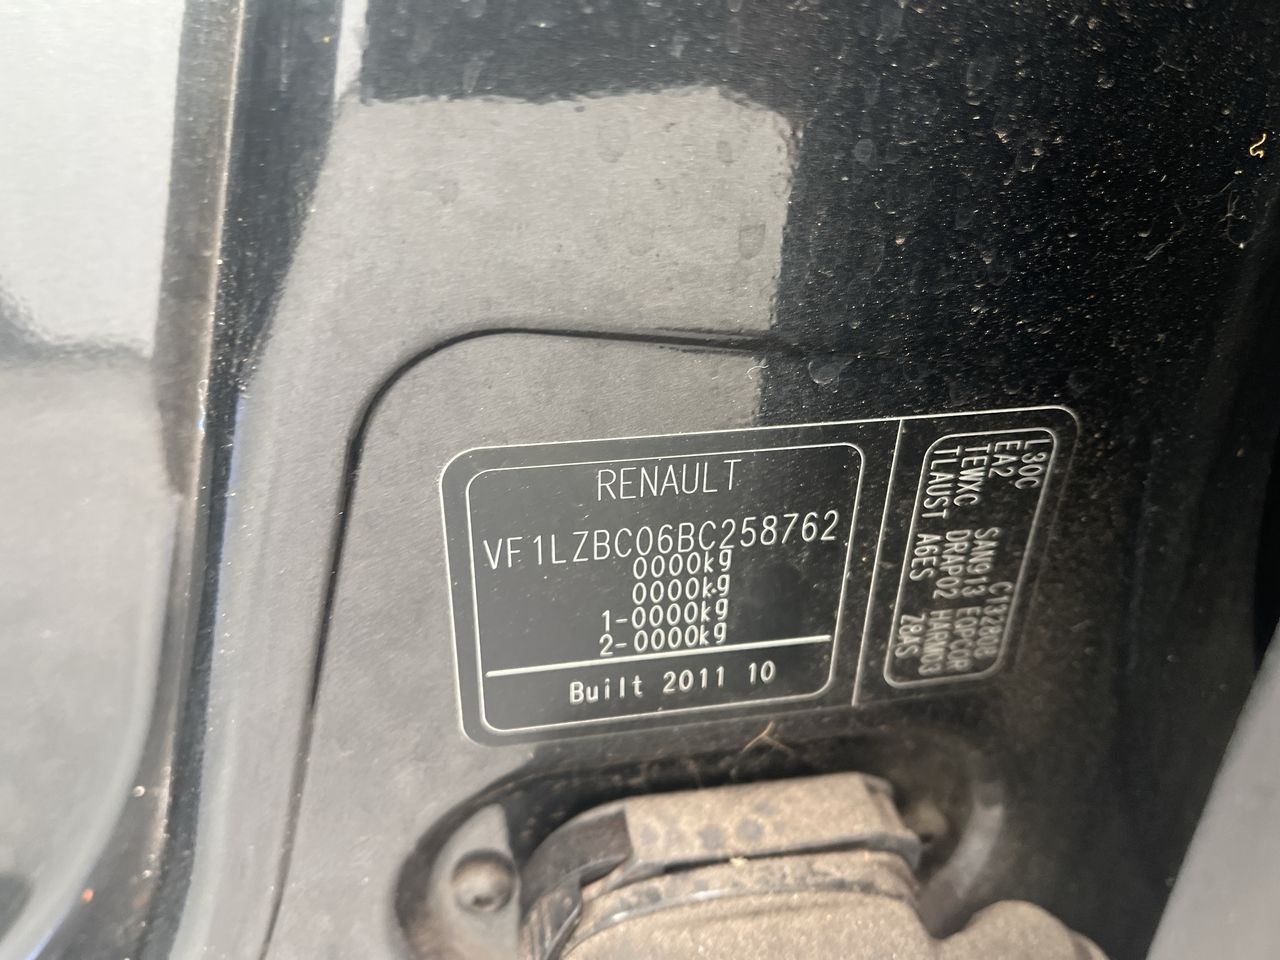 RENAULT
VF1LZBC06BC258762
0000kg
0000kg
1-0000kg
2-0000kg
Built 2011 10
L30C
EA2 SAN913 C132808
TEWXC DRAP02 EQPCOR
TLAUST A6ES HARM03
Z8AS